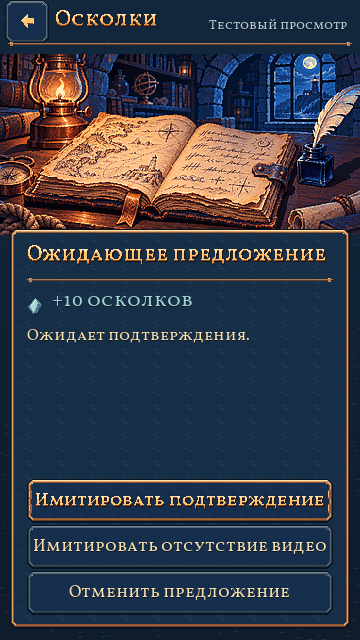 Осколки
Тестовый просмотр
Ожидающее предложение
+10 осколков
Ожидает подтверждения.
Имитировать подтверждение
Имитировать отсутствие видео
Отменить предложение